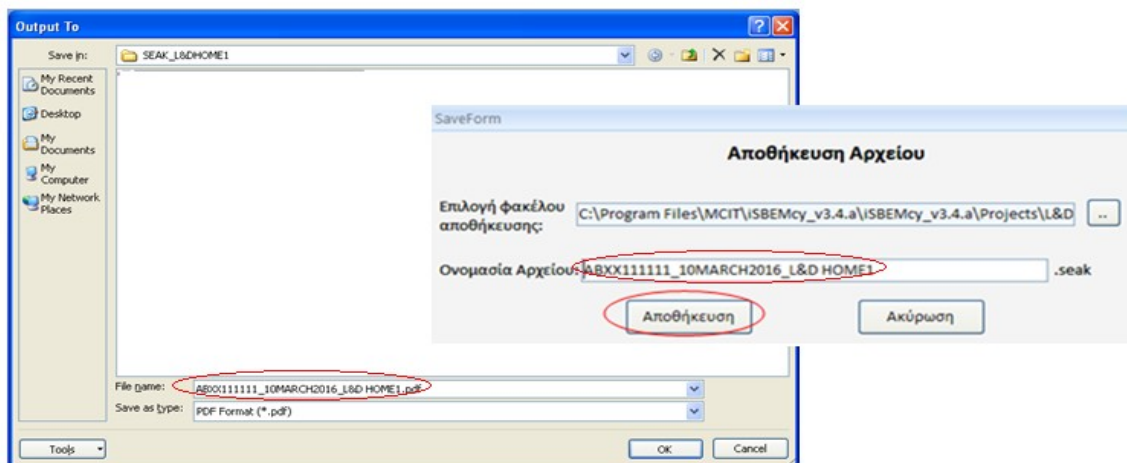 Output To
Save in:
SEAK_L&DHOME1
My Recent
Documents
Desktop
My
Documents
My
Computer
My Network
Places
File name:
ABXX111111_10MARCH2016_L&D HOME1.pdf
Save as type:
PDF Format (*.pdf)
Tools
OK
Cancel
SaveForm
Αποθήκευση Αρχείου
Επιλογή φακέλου
αποθήκευσης:
C:\Program Files\MCIT\iSBEMcy_v3.4.a\iSBEMcy_v3.4.a\Projects\L&D
..
Ονομασία Αρχείου:
ABXX111111_10MARCH2016_L&D HOME1
.seak
Αποθήκευση
Ακύρωση